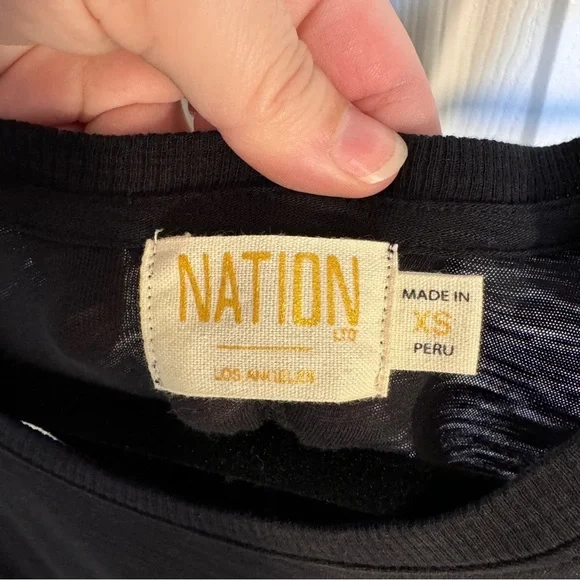 NATION
LTD
LOS ANGELES
MADE IN
XS
PERU